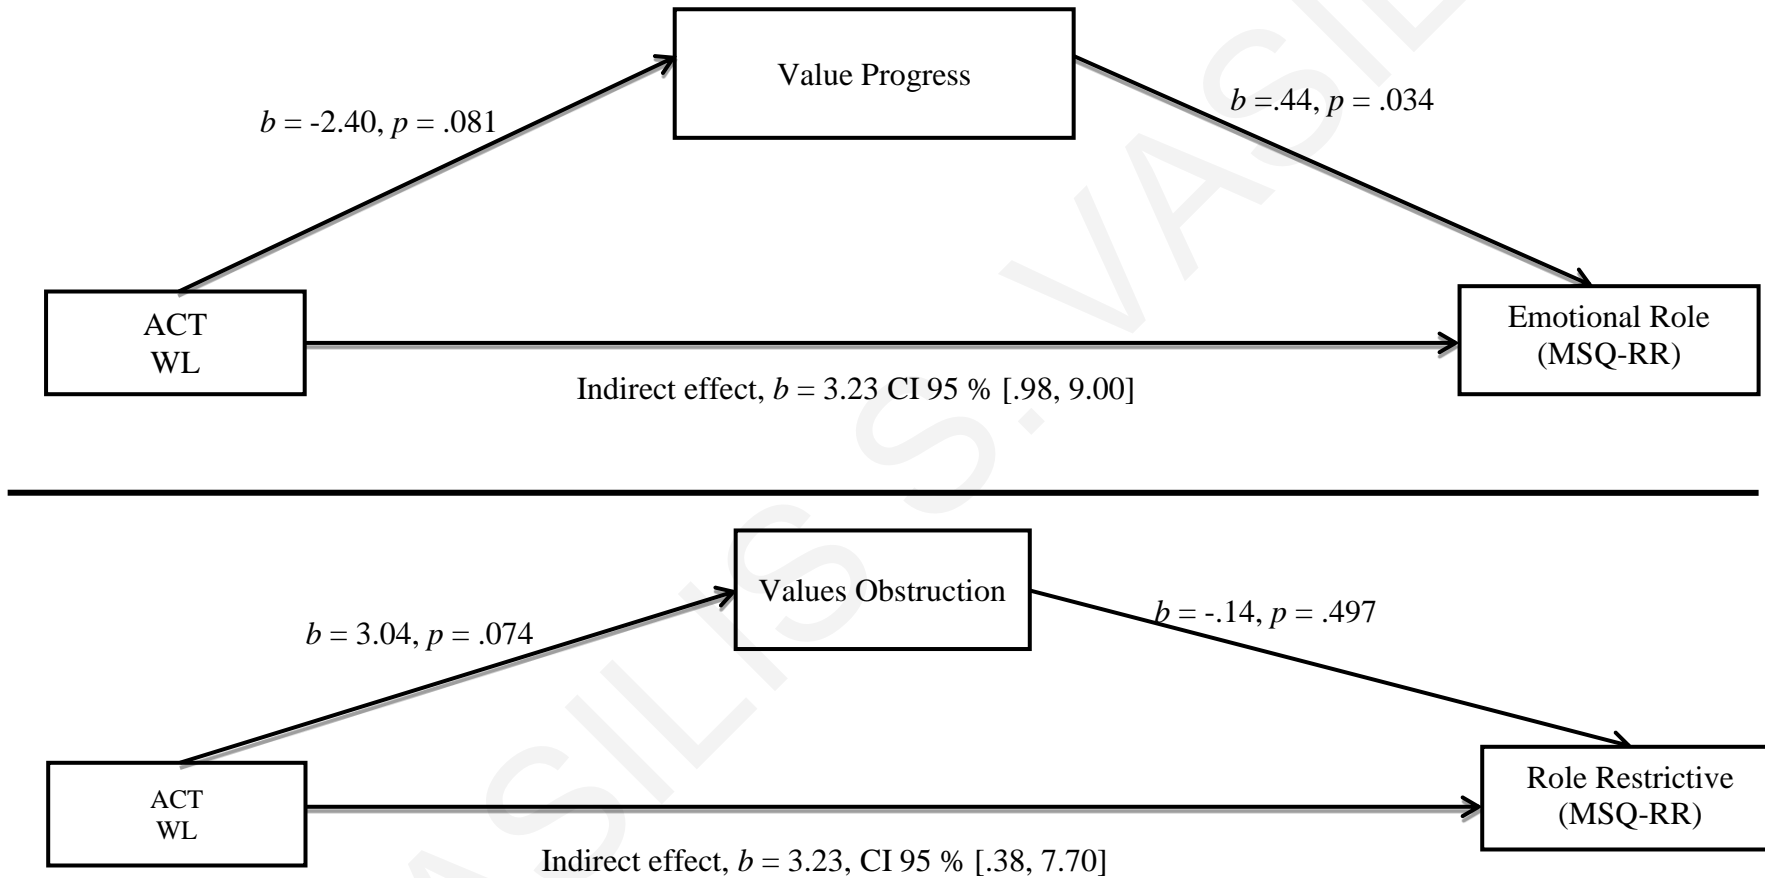 Value Progress
b = -2.40, p = .081
b =.44, p = .034
ACT
WL
Emotional Role
(MSQ-RR)
Indirect effect, b = 3.23 CI 95 % [.98, 9.00]
Values Obstruction
b = 3.04, p = .074
b = -.14, p = .497
ACT
WL
Role Restrictive
(MSQ-RR)
Indirect effect, b = 3.23, CI 95 % [.38, 7.70]
VASILIS S. VASIL